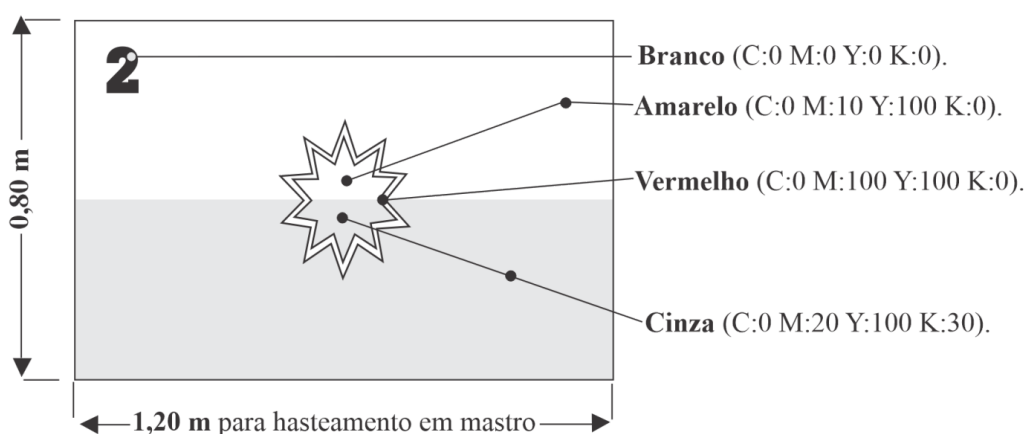 2
Branco (C:0 M:0 Y:0 K:0).
Amarelo (C:0 M:10 Y:100 K:0).
Vermelho (C:0 M:100 Y:100 K:0).
Cinza (C:0 M:20 Y:100 K:30).
0,80 m
1,20 m para hasteamento em mastro